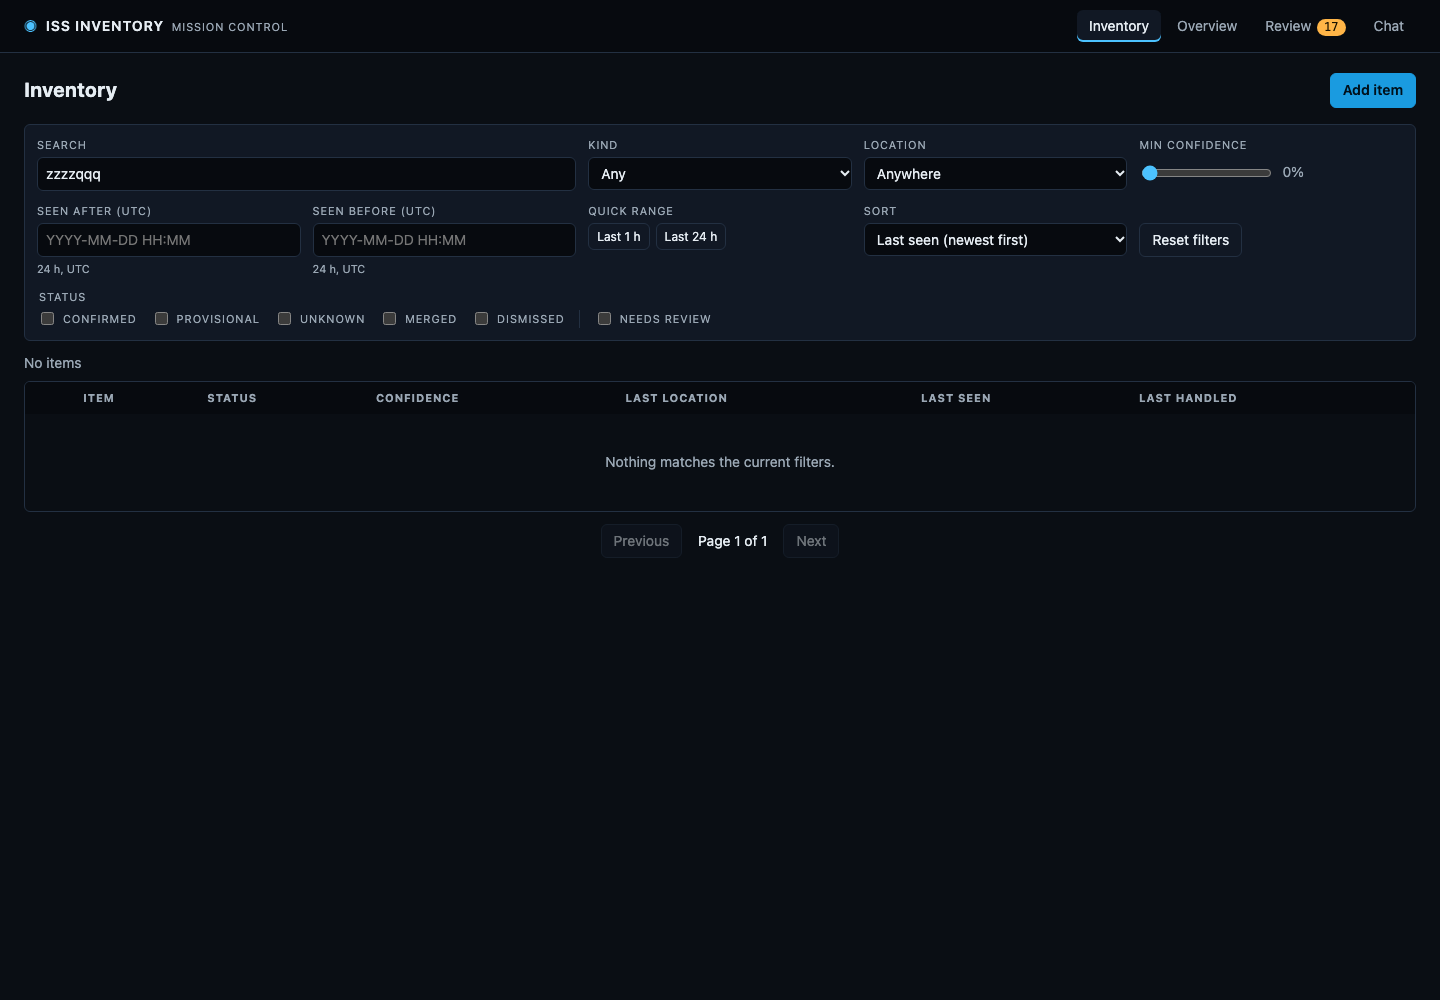 ISS INVENTORY MISSION CONTROL
Inventory Overview Review 17 Chat
Inventory
Add item
SEARCH KIND LOCATION MIN CONFIDENCE
zzzzqqq Any Anywhere 0%
SEEN AFTER (UTC) SEEN BEFORE (UTC) QUICK RANGE SORT
YYYY-MM-DD HH:MM YYYY-MM-DD HH:MM Last 1 h Last 24 h Last seen (newest first) Reset filters
24 h, UTC 24 h, UTC
STATUS
CONFIRMED PROVISIONAL UNKNOWN MERGED DISMISSED NEEDS REVIEW
No items
ITEM STATUS CONFIDENCE LAST LOCATION LAST SEEN LAST HANDLED
Nothing matches the current filters.
Previous Page 1 of 1 Next